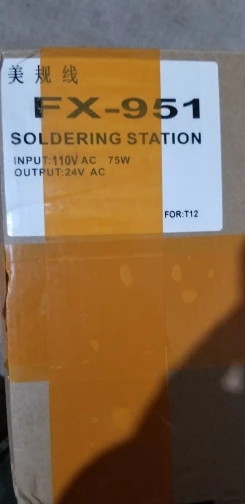 美规线
FX-951
SOLDERING STATION
INPUT:110V AC 75W
OUTPUT:24V AC
FOR:T12